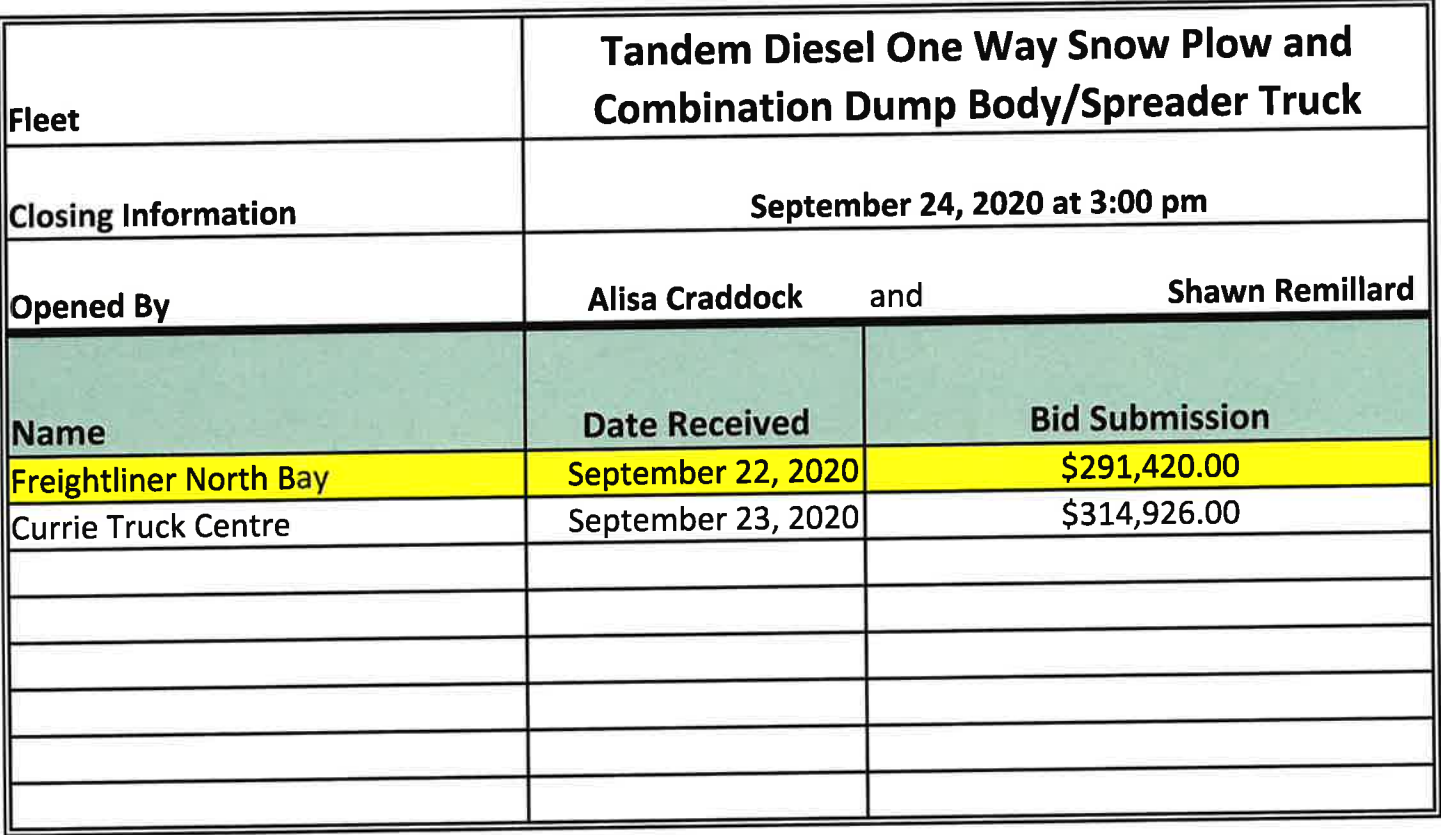 Fleet
Tandem Diesel One Way Snow Plow and
Combination Dump Body/Spreader Truck
Closing Information
September 24, 2020 at 3:00 pm
Opened By
Alisa Craddock and Shawn Remillard
Name Date Received Bid Submission
Freightliner North Bay September 22, 2020 $291,420.00
Currie Truck Centre September 23, 2020 $314,926.00